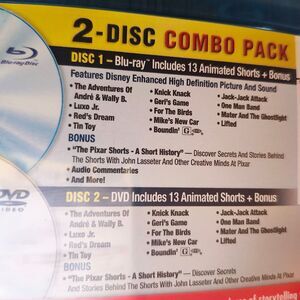 2-DISC COMBO PACK
DISC 1 – Blu-ray™ Includes 13 Animated Shorts + Bonus
Features Disney Enhanced High Definition Picture And Sound
• The Adventures Of André & Wally B.
• Luxo Jr.
• Red's Dream
• Tin Toy
• Knick Knack
• Geri's Game
• For The Birds
• Mike's New Car
• Boundin' G
• Jack-Jack Attack
• One Man Band
• Mater And The Ghostlight
• Lifted
BONUS
• "The Pixar Shorts - A Short History" — Discover Secrets And Stories Behind
The Shorts With John Lasseter And Other Creative Minds At Pixar
• Audio Commentaries
• And More!
Blu-ray Disc
DISC 2 – DVD Includes 13 Animated Shorts + Bonus
• The Adventures Of
André & Wally B.
• Luxo Jr.
• Red's Dream
• Tin Toy
• Knick Knack
• Geri's Game
• For The Birds
• Mike's New Car
• Boundin' G
• Jack-Jack Attack
• One Man Band
• Mater And The Ghostlight
• Lifted
BONUS
• "The Pixar Shorts - A Short History" — Discover Secrets
And Stories Behind The Shorts With John Lasseter And Other Creative Minds At Pixar
DVD
VIDEO
of storytelling